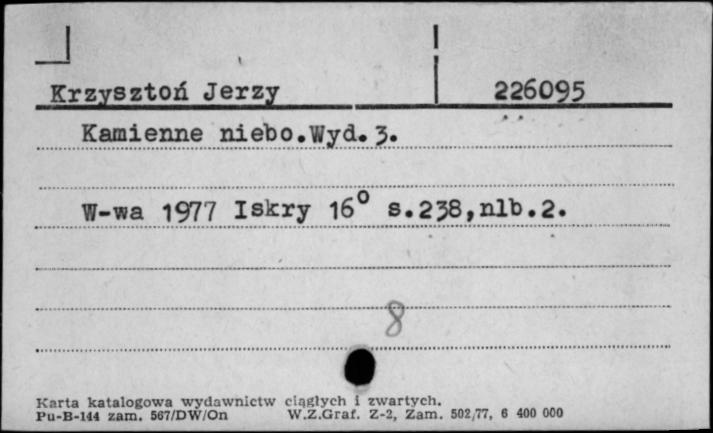 Krzysztoń Jerzy 226095
Kamienne niebo.Wyd.3.
W-wa 1977 Iskry 16° s.238,nlb.2.
8
Karta katalogowa wydawnictw ciągłych i zwartych.
Pu-B-144 zam. 567/DW/On W.Z.Graf. Z-2, Zam. 502/77, 6 400 000